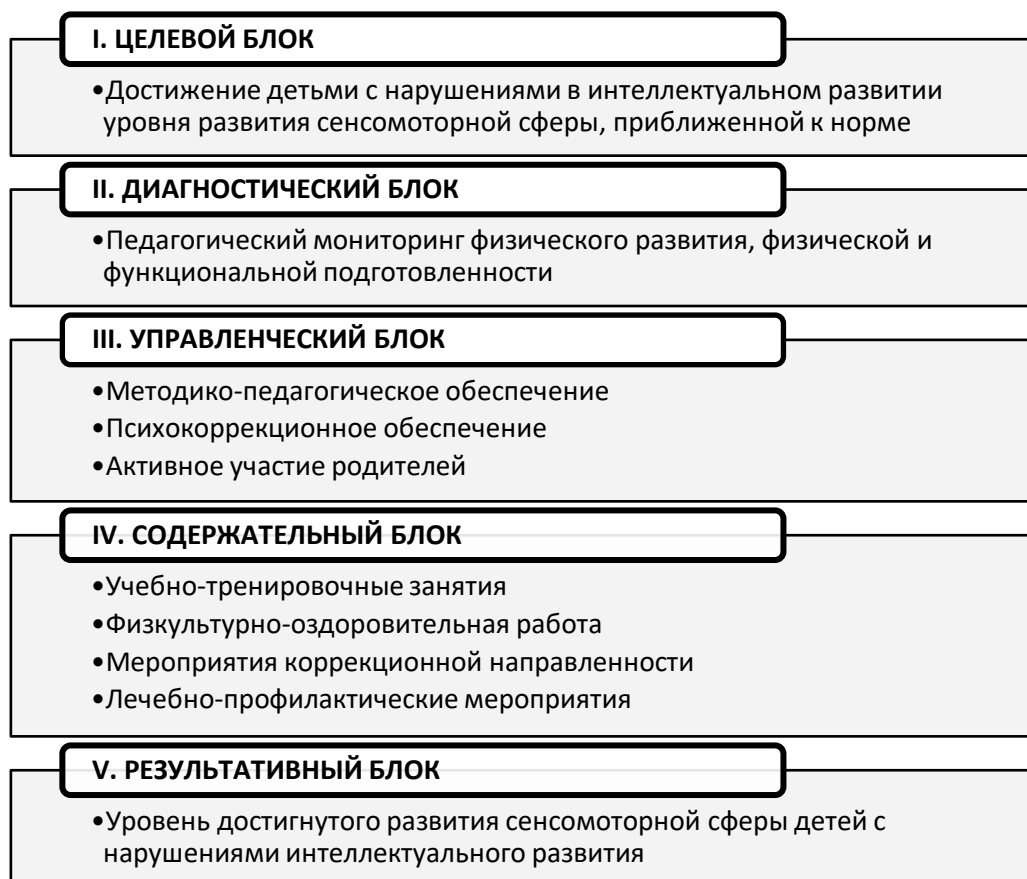 I. ЦЕЛЕВОЙ БЛОК
•Достижение детьми с нарушениями в интеллектуальном развитии
уровня развития сенсомоторной сферы, приближенной к норме
II. ДИАГНОСТИЧЕСКИЙ БЛОК
•Педагогический мониторинг физического развития, физической и
функциональной подготовленности
III. УПРАВЛЕНЧЕСКИЙ БЛОК
•Методико-педагогическое обеспечение
•Психокоррекционное обеспечение
•Активное участие родителей
IV. СОДЕРЖАТЕЛЬНЫЙ БЛОК
•Учебно-тренировочные занятия
•Физкультурно-оздоровительная работа
•Мероприятия коррекционной направленности
•Лечебно-профилактические мероприятия
V. РЕЗУЛЬТАТИВНЫЙ БЛОК
•Уровень достигнутого развития сенсомоторной сферы детей с
нарушениями интеллектуального развития